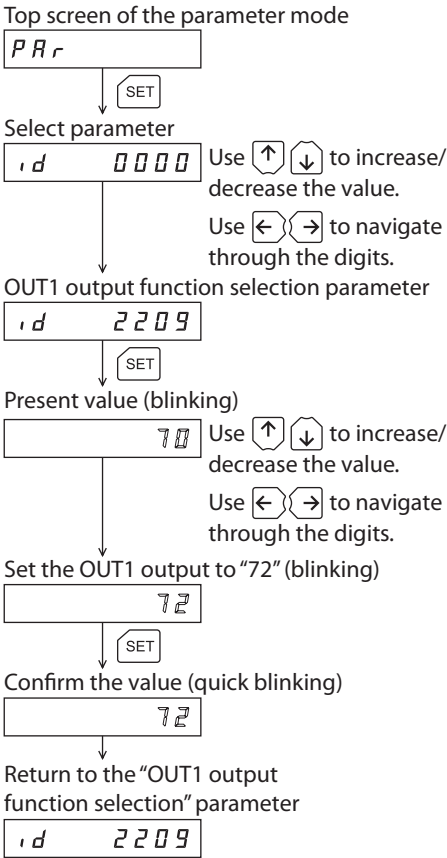 Top screen of the parameter mode
PAr
SET
Select parameter
id 0000
Use ↑ ↓ to increase/
decrease the value.
Use ← → to navigate
through the digits.
OUT1 output function selection parameter
id 2209
SET
Present value (blinking)
70
Use ↑ ↓ to increase/
decrease the value.
Use ← → to navigate
through the digits.
Set the OUT1 output to “72” (blinking)
72
SET
Confirm the value (quick blinking)
72
Return to the “OUT1 output
function selection” parameter
id 2209